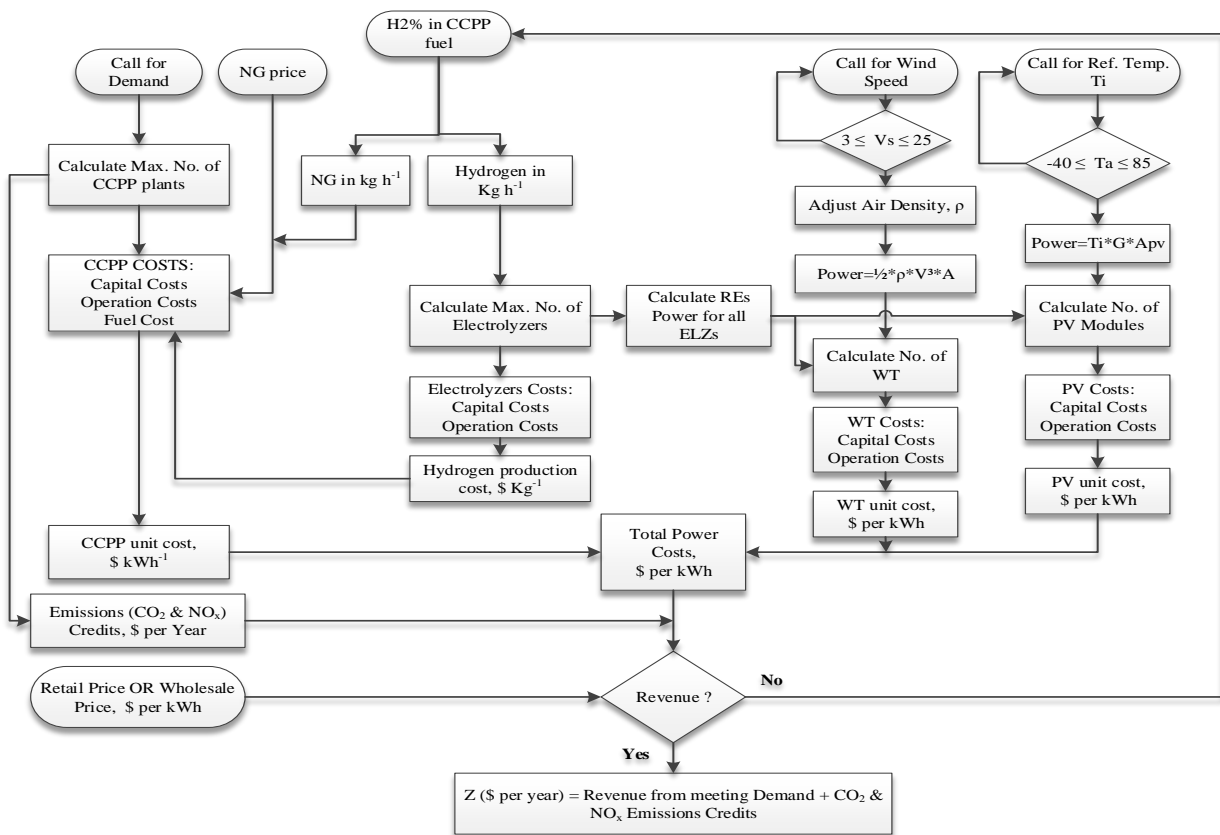 H2% in CCPP
fuel
Call for
Demand
NG price
Call for Wind
Speed
Call for Ref. Temp.
Ti
3 ≤ Vs ≤ 25
-40 ≤ Ta ≤ 85
Calculate Max. No. of
CCPP plants
NG in kg h⁻¹
Hydrogen in
Kg h⁻¹
Adjust Air Density, ρ
Power=Ti*G*Apv
CCPP COSTS:
Capital Costs
Operation Costs
Fuel Cost
Power=½*ρ*V³*A
Calculate Max. No. of
Electrolyzers
Calculate REs
Power for all
ELZs
Calculate No. of
PV Modules
Calculate No. of
WT
Electrolyzers Costs:
Capital Costs
Operation Costs
PV Costs:
Capital Costs
Operation Costs
WT Costs:
Capital Costs
Operation Costs
Hydrogen production
cost, $ Kg⁻¹
PV unit cost,
$ per kWh
WT unit cost,
$ per kWh
CCPP unit cost,
$ kWh⁻¹
Total Power
Costs,
$ per kWh
Emissions (CO₂ & NOₓ)
Credits, $ per Year
Retail Price OR Wholesale
Price, $ per kWh
Revenue ?
No
Yes
Z ($ per year) = Revenue from meeting Demand + CO₂ &
NOₓ Emissions Credits